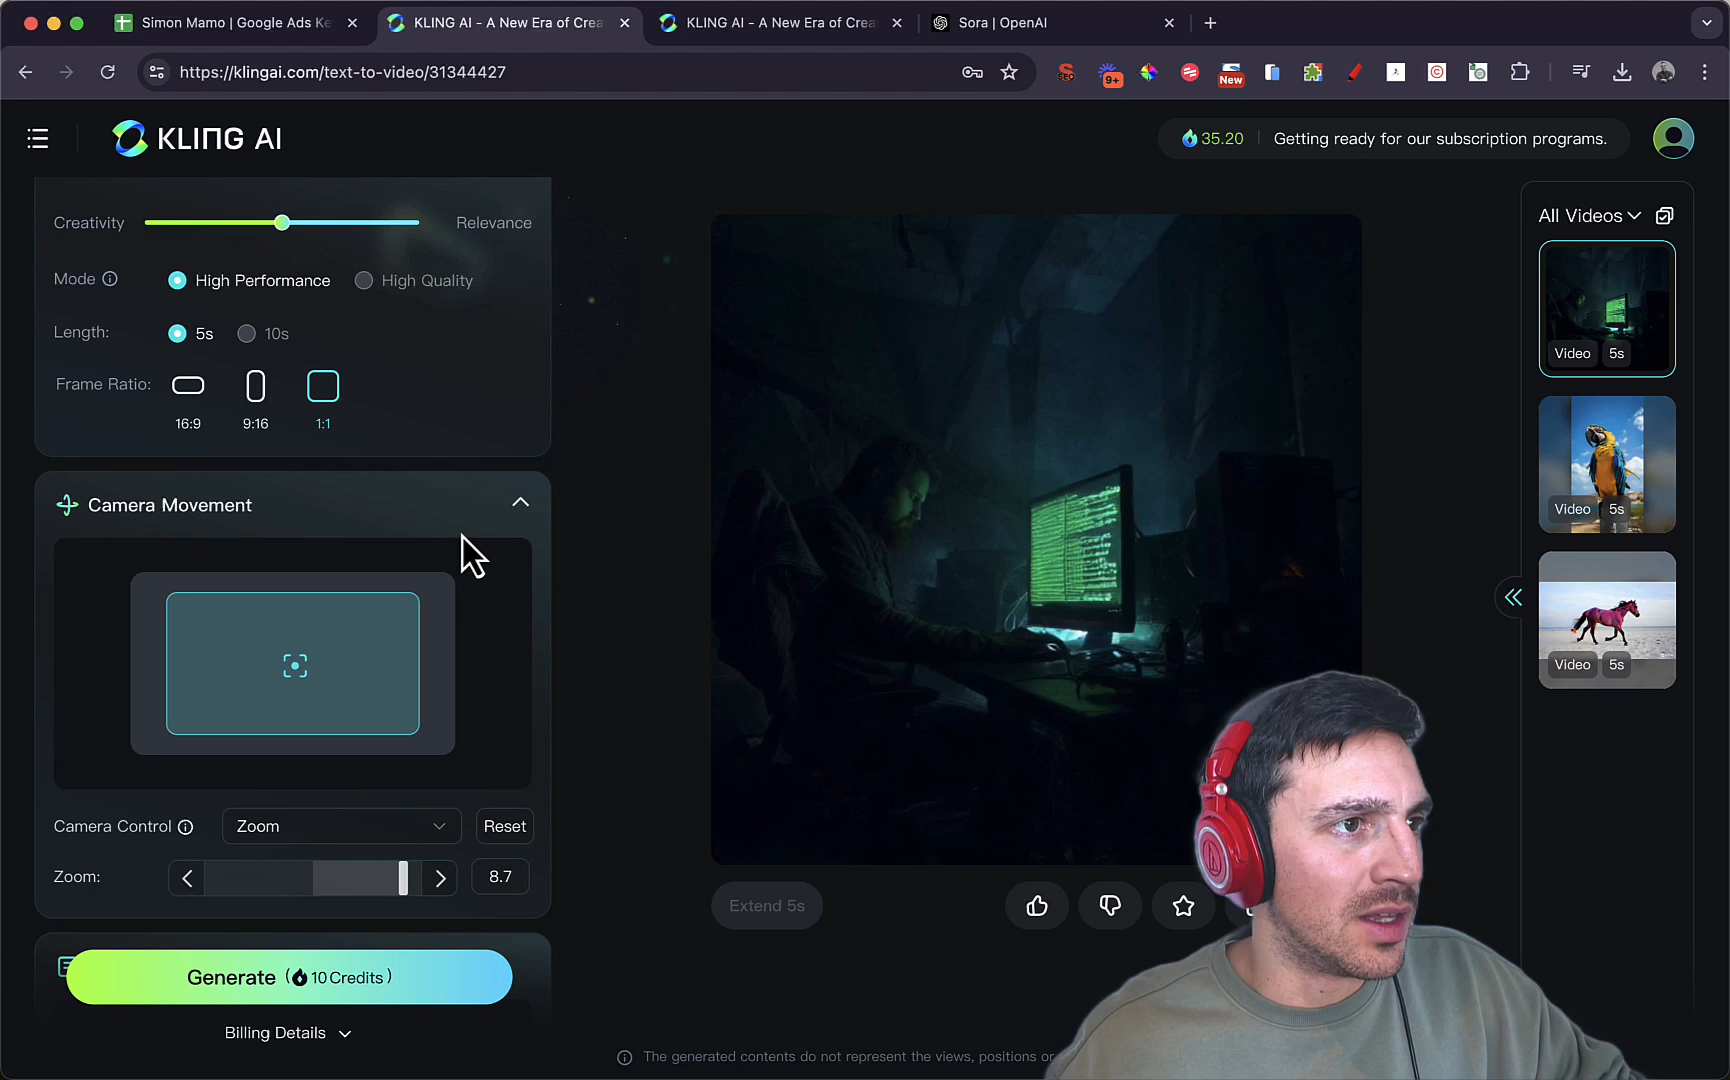 Simon Mamo | Google Ads Ke
KLING AI - A New Era of Crea
KLING AI - A New Era of Crea
Sora | OpenAI
https://klingai.com/text-to-video/31344427
SEO
9+
New
KLING AI
35.20
Getting ready for our subscription programs.
Creativity
Relevance
Mode
High Performance
High Quality
Length:
5s
10s
Frame Ratio:
16:9
9:16
1:1
Camera Movement
Camera Control
Zoom
Reset
Zoom:
8.7
Generate ( 10 Credits )
Billing Details
Extend 5s
The generated contents do not represent the views, positions or
All Videos
Video 5s
Video 5s
Video 5s